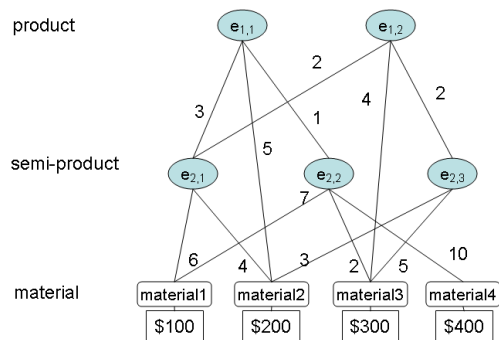 product e1,1 e1,2
2
3 1 4 2
5
semi-product e2,1 e2,2 e2,3
7
6 4 3 2 5 10
material material1 material2 material3 material4
$100 $200 $300 $400